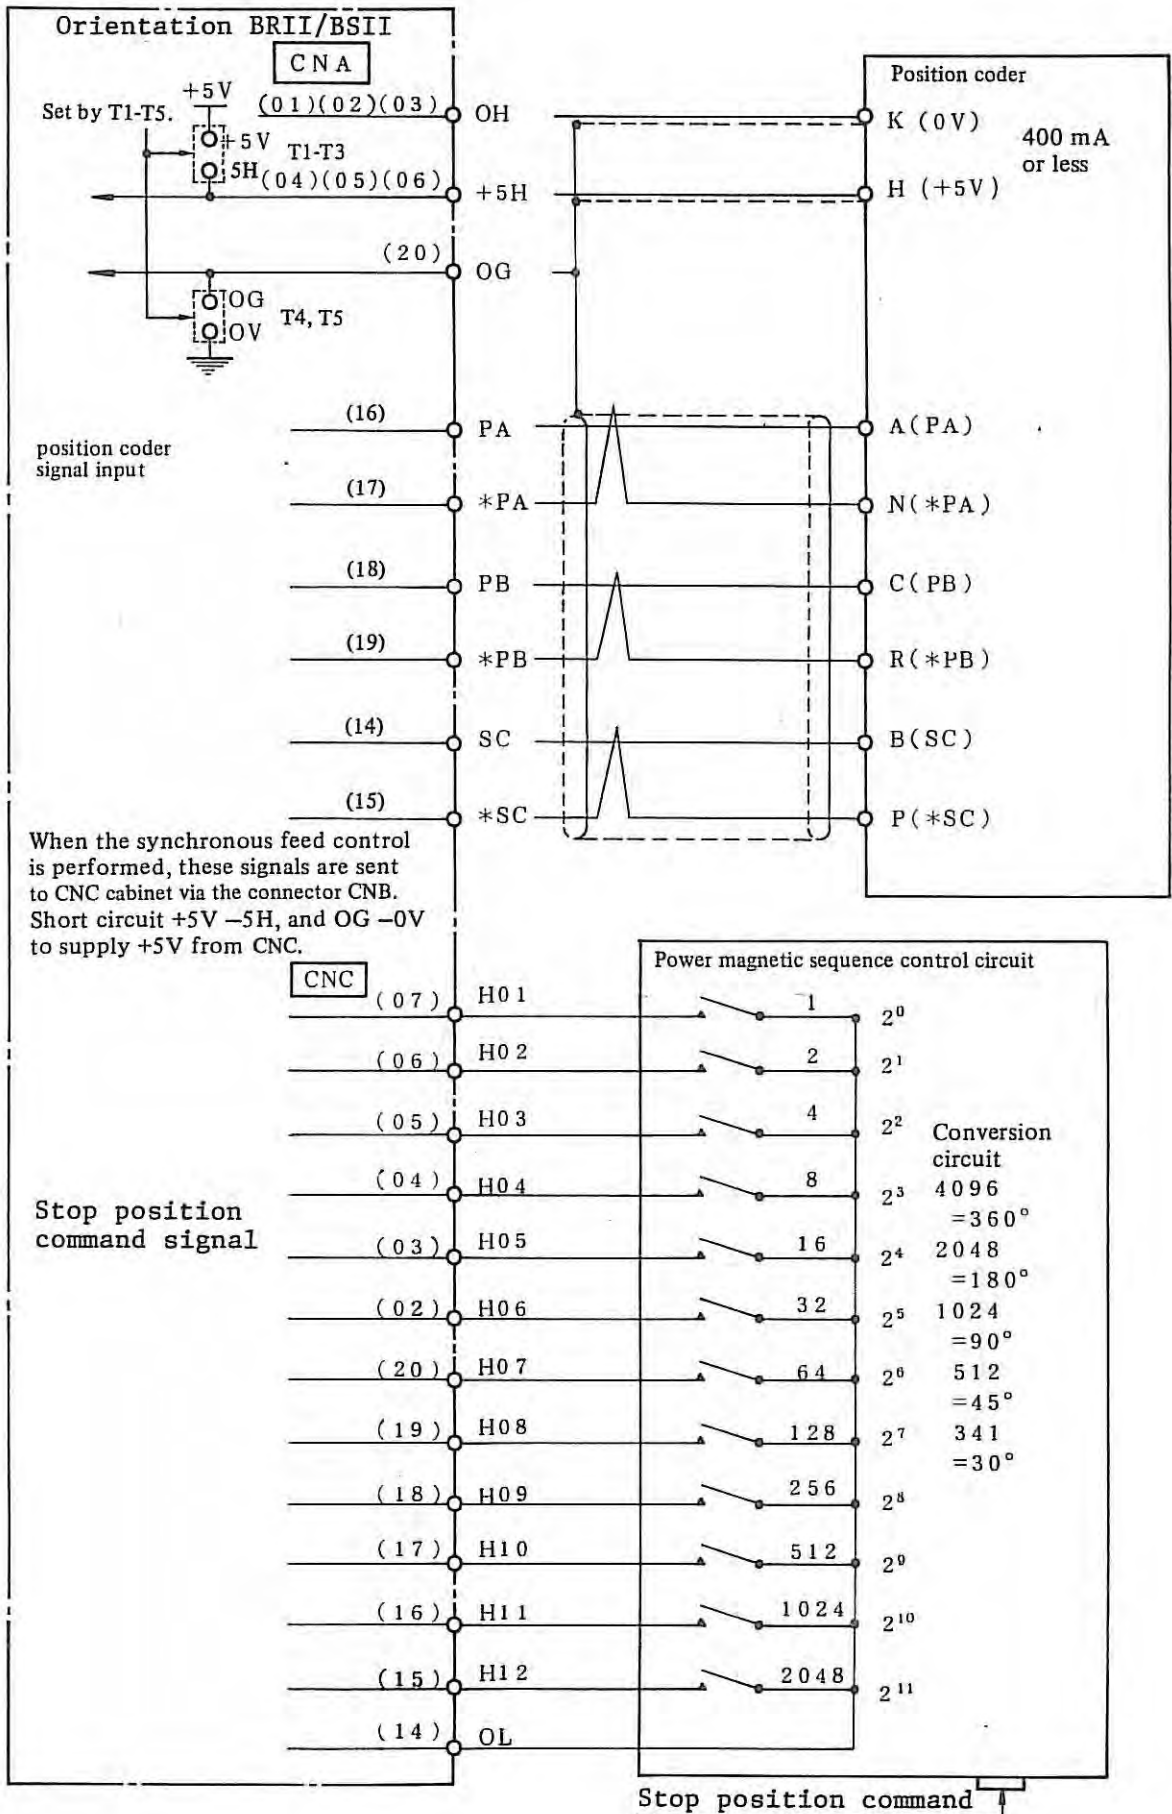 Orientation BRII/BSII
CNA
+5V
(01)(02)(03)
OH
Set by T1-T5.
+5V
T1-T3
5H
(04)(05)(06)
+5H
(20)
OG
OG
T4, T5
OV
Position coder
K (0V)
400 mA
or less
H (+5V)
position coder
signal input
(16)
PA
A(PA)
(17)
*PA
N(*PA)
(18)
PB
C(PB)
(19)
*PB
R(*PB)
(14)
SC
B(SC)
(15)
*SC
P(*SC)
When the synchronous feed control
is performed, these signals are sent
to CNC cabinet via the connector CNB.
Short circuit +5V –5H, and OG –0V
to supply +5V from CNC.
CNC
Power magnetic sequence control circuit
(07) H01 1 2⁰
(06) H02 2 2¹
(05) H03 4 2²
(04) H04 8 2³
(03) H05 16 2⁴
(02) H06 32 2⁵
(20) H07 64 2⁶
(19) H08 128 2⁷
(18) H09 256 2⁸
(17) H10 512 2⁹
(16) H11 1024 2¹⁰
(15) H12 2048 2¹¹
(14) OL
Stop position
command signal
Conversion
circuit
4096
=360°
2048
=180°
1024
=90°
512
=45°
341
=30°
Stop position command